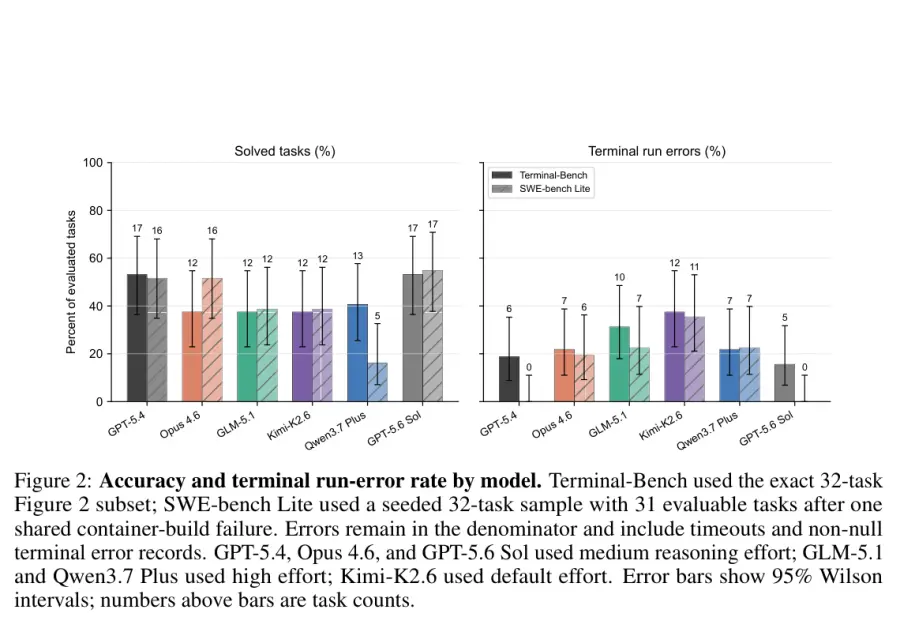 Solved tasks (%)
Terminal run errors (%)
Percent of evaluated tasks
100
80
60
40
20
0
17 16 12 16 12 12 12 12 13 5 17 17
GPT-5.4 Opus 4.6 GLM-5.1 Kimi-K2.6 Qwen3.7 Plus GPT-5.6 Sol
Terminal-Bench
SWE-bench Lite
6 0 7 6 10 7 12 11 7 7 5 0
GPT-5.4 Opus 4.6 GLM-5.1 Kimi-K2.6 Qwen3.7 Plus GPT-5.6 Sol
Figure 2: Accuracy and terminal run-error rate by model. Terminal-Bench used the exact 32-task
Figure 2 subset; SWE-bench Lite used a seeded 32-task sample with 31 evaluable tasks after one
shared container-build failure. Errors remain in the denominator and include timeouts and non-null
terminal error records. GPT-5.4, Opus 4.6, and GPT-5.6 Sol used medium reasoning effort; GLM-5.1
and Qwen3.7 Plus used high effort; Kimi-K2.6 used default effort. Error bars show 95% Wilson
intervals; numbers above bars are task counts.